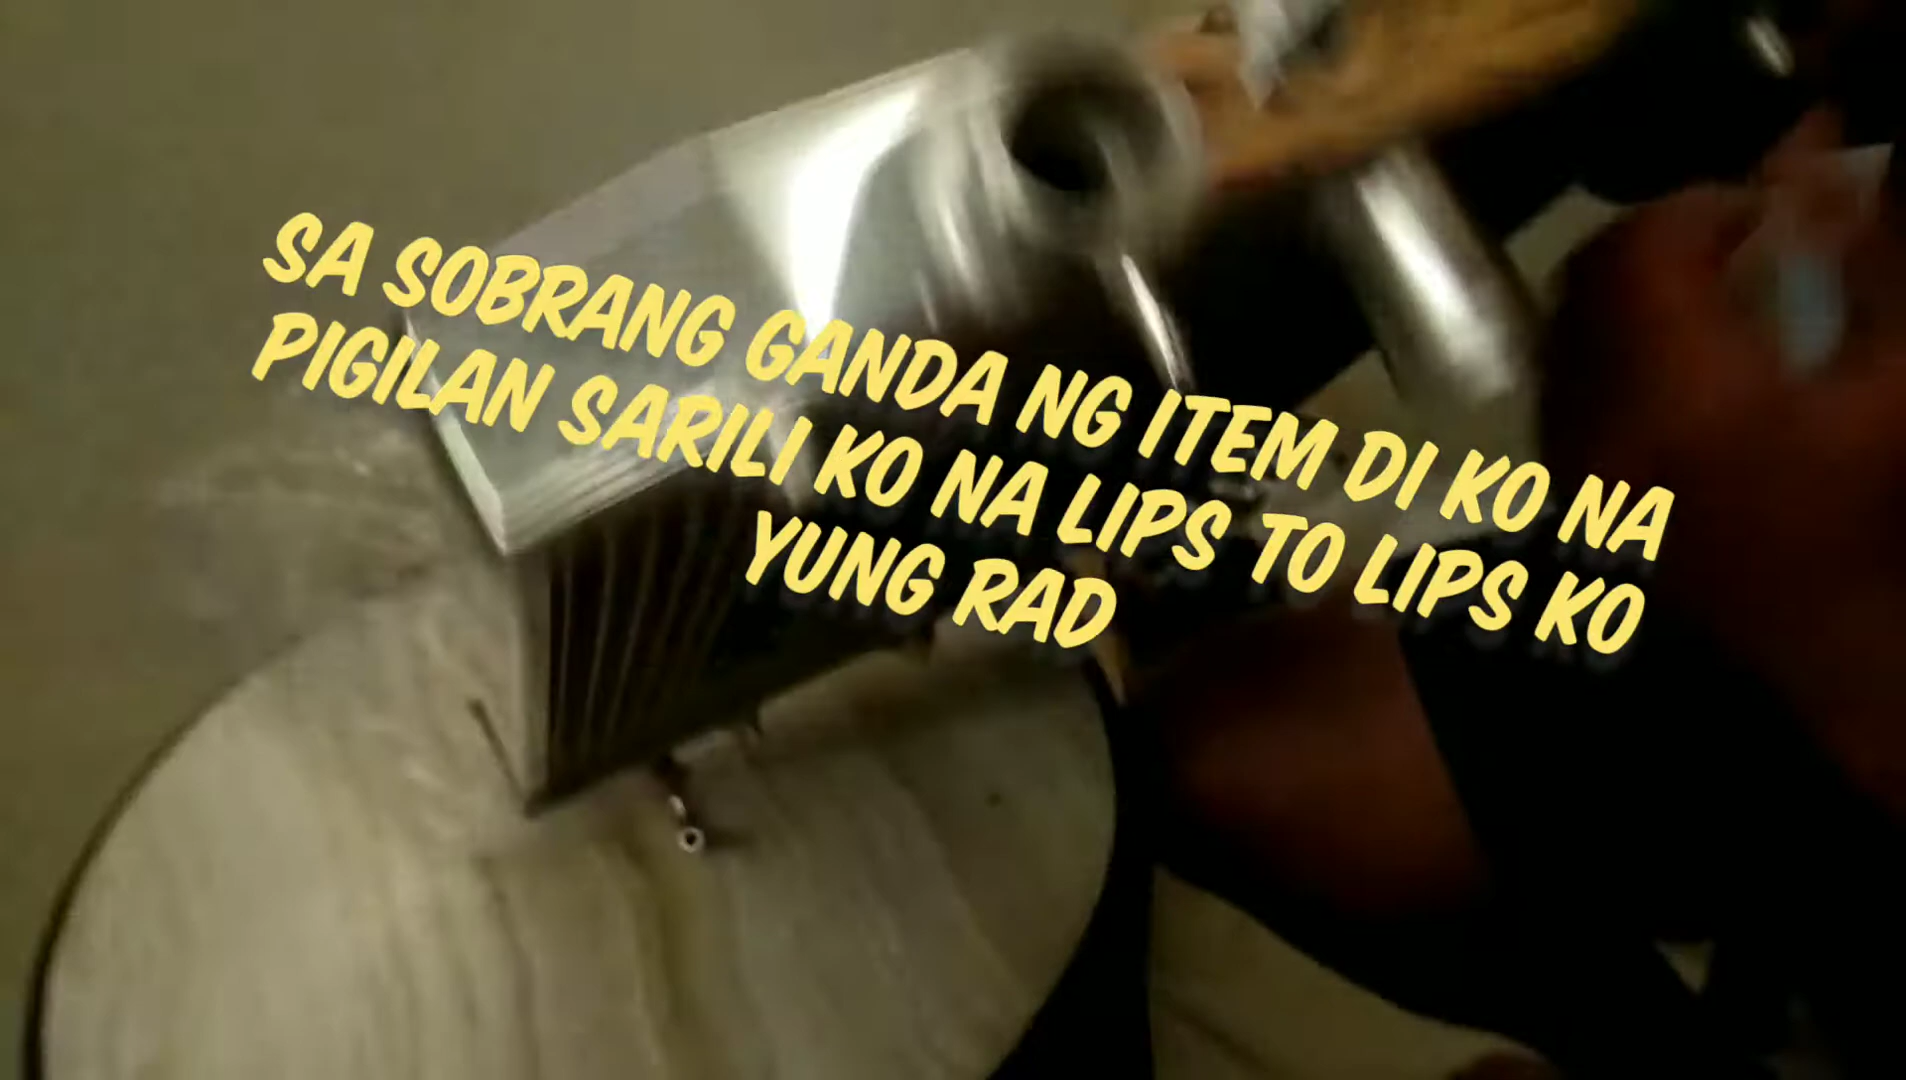 SA SOBRANG GANDA NG ITEM DI KO NA
PIGILAN SARILI KO NA LIPS TO LIPS KO
YUNG RAD